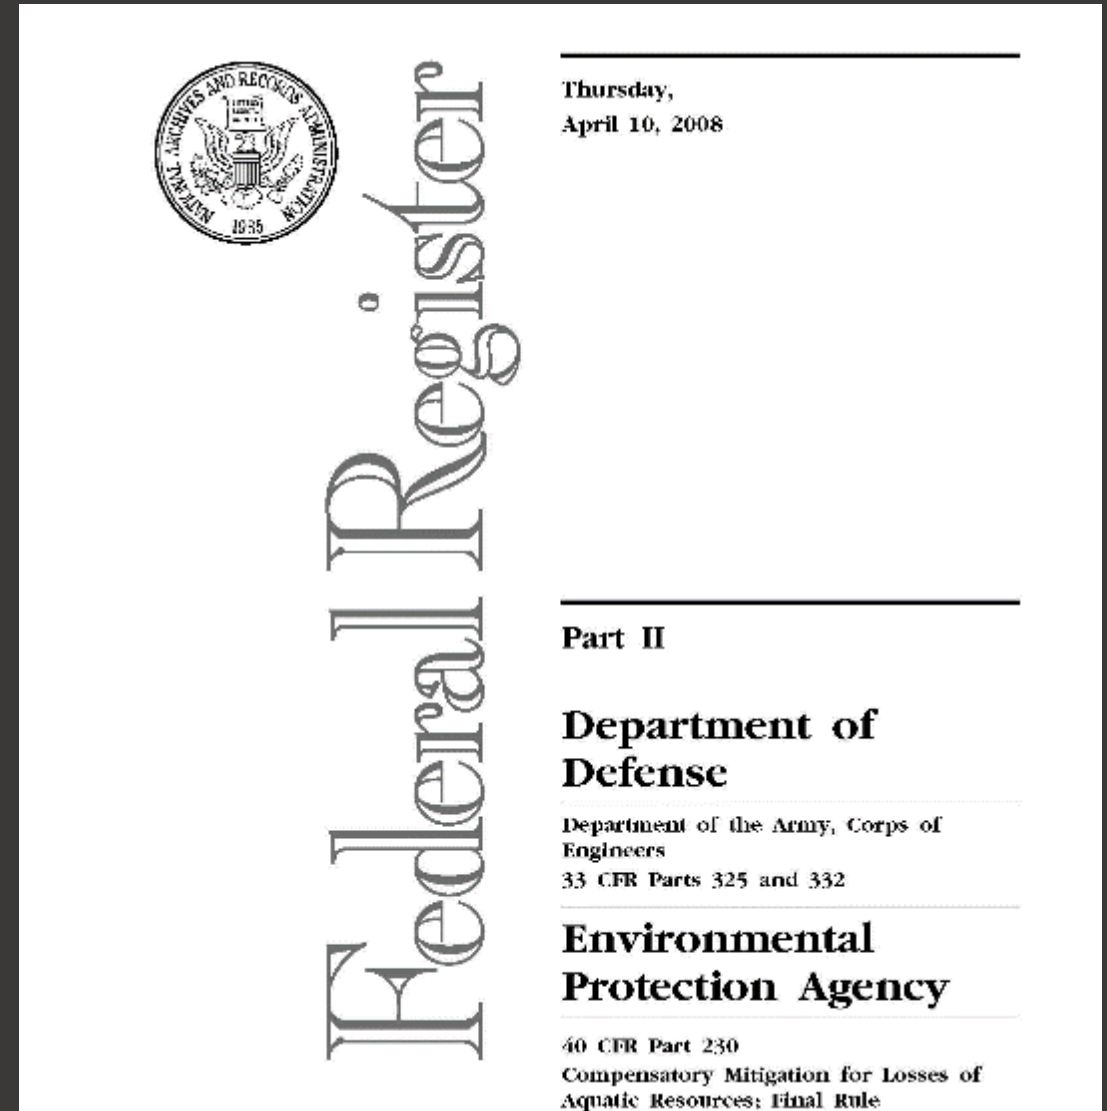 NATIONAL ARCHIVES AND RECORDS ADMINISTRATION
1985
Federal Register
Thursday,
April 10, 2008
Part II
Department of
Defense
Department of the Army, Corps of
Engineers
33 CFR Parts 325 and 332
Environmental
Protection Agency
40 CFR Part 230
Compensatory Mitigation for Losses of
Aquatic Resources; Final Rule